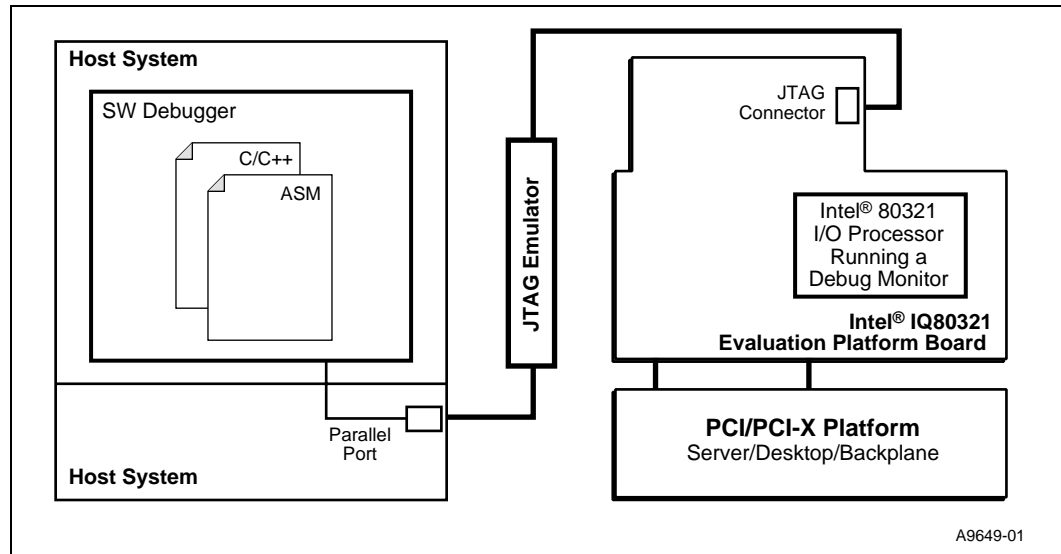 Host System
SW Debugger
C/C++
ASM
Parallel
Port
Host System
JTAG Emulator
JTAG
Connector
Intel® 80321
I/O Processor
Running a
Debug Monitor
Intel® IQ80321
Evaluation Platform Board
PCI/PCI-X Platform
Server/Desktop/Backplane
A9649-01